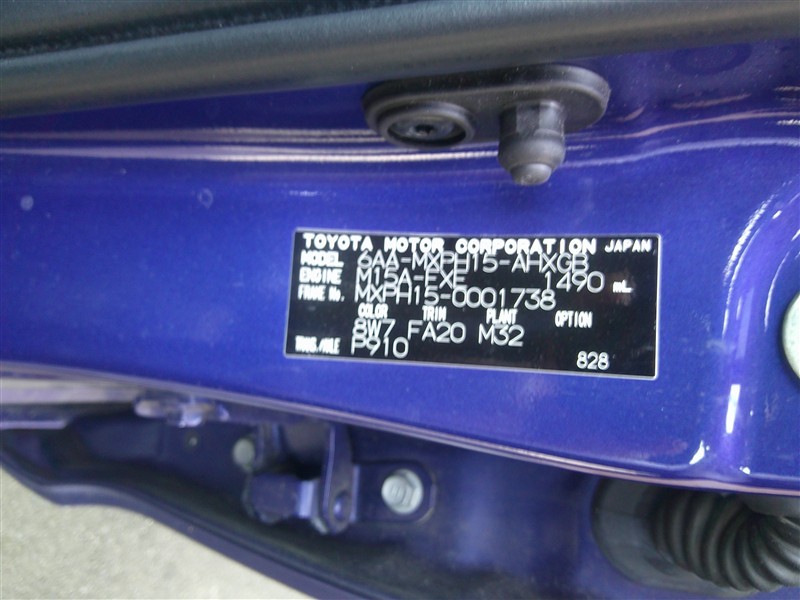 TOYOTA MOTOR CORPORATION JAPAN
MODEL 6AA-MXPH15-AHXGB
ENGINE M15A-FXE 1490 mL
FRAME No. MXPH15-0001738
COLOR TRIM PLANT OPTION
8W7 FA20 M32
TRANS./AXLE P910
828